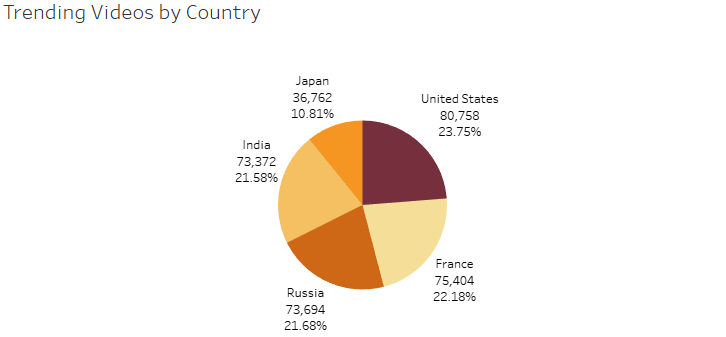 Trending Videos by Country
Japan
36,762
10.81%
United States
80,758
23.75%
India
73,372
21.58%
France
75,404
22.18%
Russia
73,694
21.68%